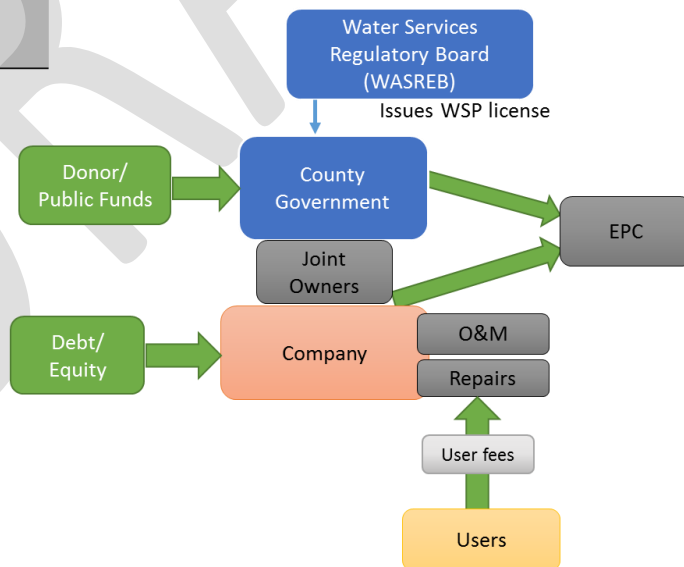 Water Services
Regulatory Board
(WASREB)
Issues WSP license
Donor/
Public Funds
County
Government
EPC
Joint
Owners
Debt/
Equity
Company
O&M
Repairs
User fees
Users